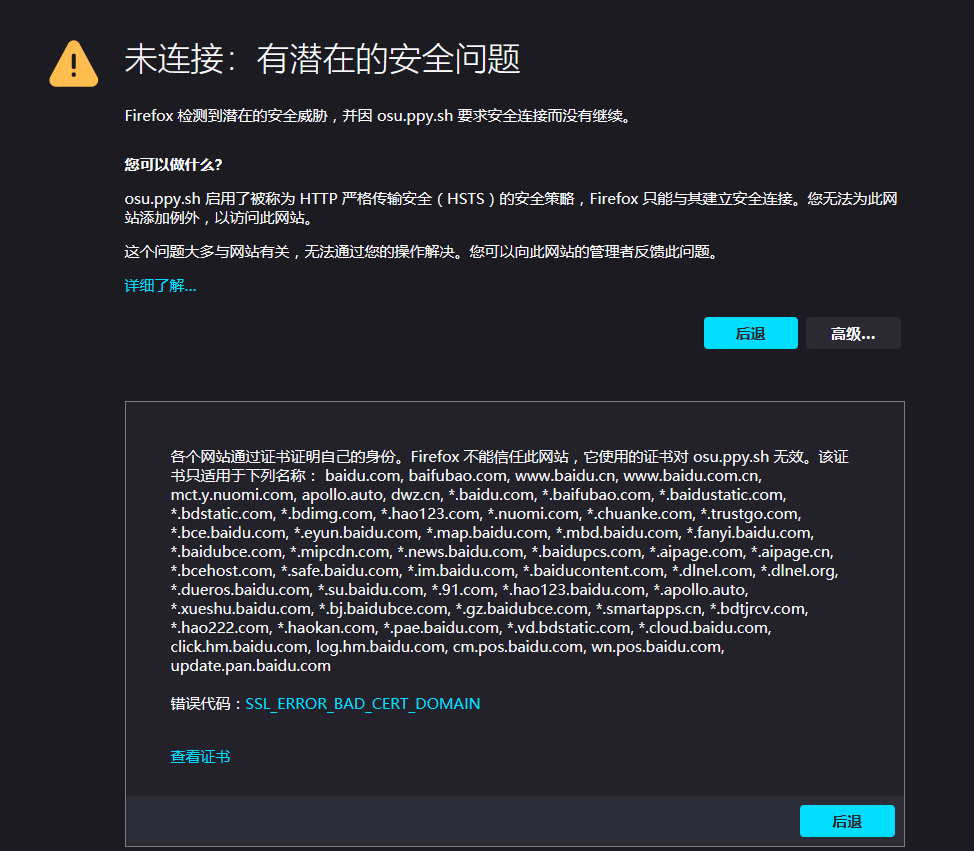 未连接：有潜在的安全问题
Firefox 检测到潜在的安全威胁，并因 osu.ppy.sh 要求安全连接而没有继续。
您可以做什么?
osu.ppy.sh 启用了被称为 HTTP 严格传输安全（HSTS）的安全策略，Firefox 只能与其建立安全连接。您无法为此网
站添加例外，以访问此网站。
这个问题大多与网站有关，无法通过您的操作解决。您可以向此网站的管理者反馈此问题。
详细了解...
后退 高级...
各个网站通过证书证明自己的身份。Firefox 不能信任此网站，它使用的证书对 osu.ppy.sh 无效。该证
书只适用于下列名称： baidu.com, baifubao.com, www.baidu.cn, www.baidu.com.cn,
mct.y.nuomi.com, apollo.auto, dwz.cn, *.baidu.com, *.baifubao.com, *.baidustatic.com,
*.bdstatic.com, *.bdimg.com, *.hao123.com, *.nuomi.com, *.chuanke.com, *.trustgo.com,
*.bce.baidu.com, *.eyun.baidu.com, *.map.baidu.com, *.mbd.baidu.com, *.fanyi.baidu.com,
*.baidubce.com, *.mipcdn.com, *.news.baidu.com, *.baidupcs.com, *.aipage.com, *.aipage.cn,
*.bcehost.com, *.safe.baidu.com, *.im.baidu.com, *.baiducontent.com, *.dlnel.com, *.dlnel.org,
*.dueros.baidu.com, *.su.baidu.com, *.91.com, *.hao123.baidu.com, *.apollo.auto,
*.xueshu.baidu.com, *.bj.baidubce.com, *.gz.baidubce.com, *.smartapps.cn, *.bdtjrcv.com,
*.hao222.com, *.haokan.com, *.pae.baidu.com, *.vd.bdstatic.com, *.cloud.baidu.com,
click.hm.baidu.com, log.hm.baidu.com, cm.pos.baidu.com, wn.pos.baidu.com,
update.pan.baidu.com
错误代码：SSL_ERROR_BAD_CERT_DOMAIN
查看证书
后退